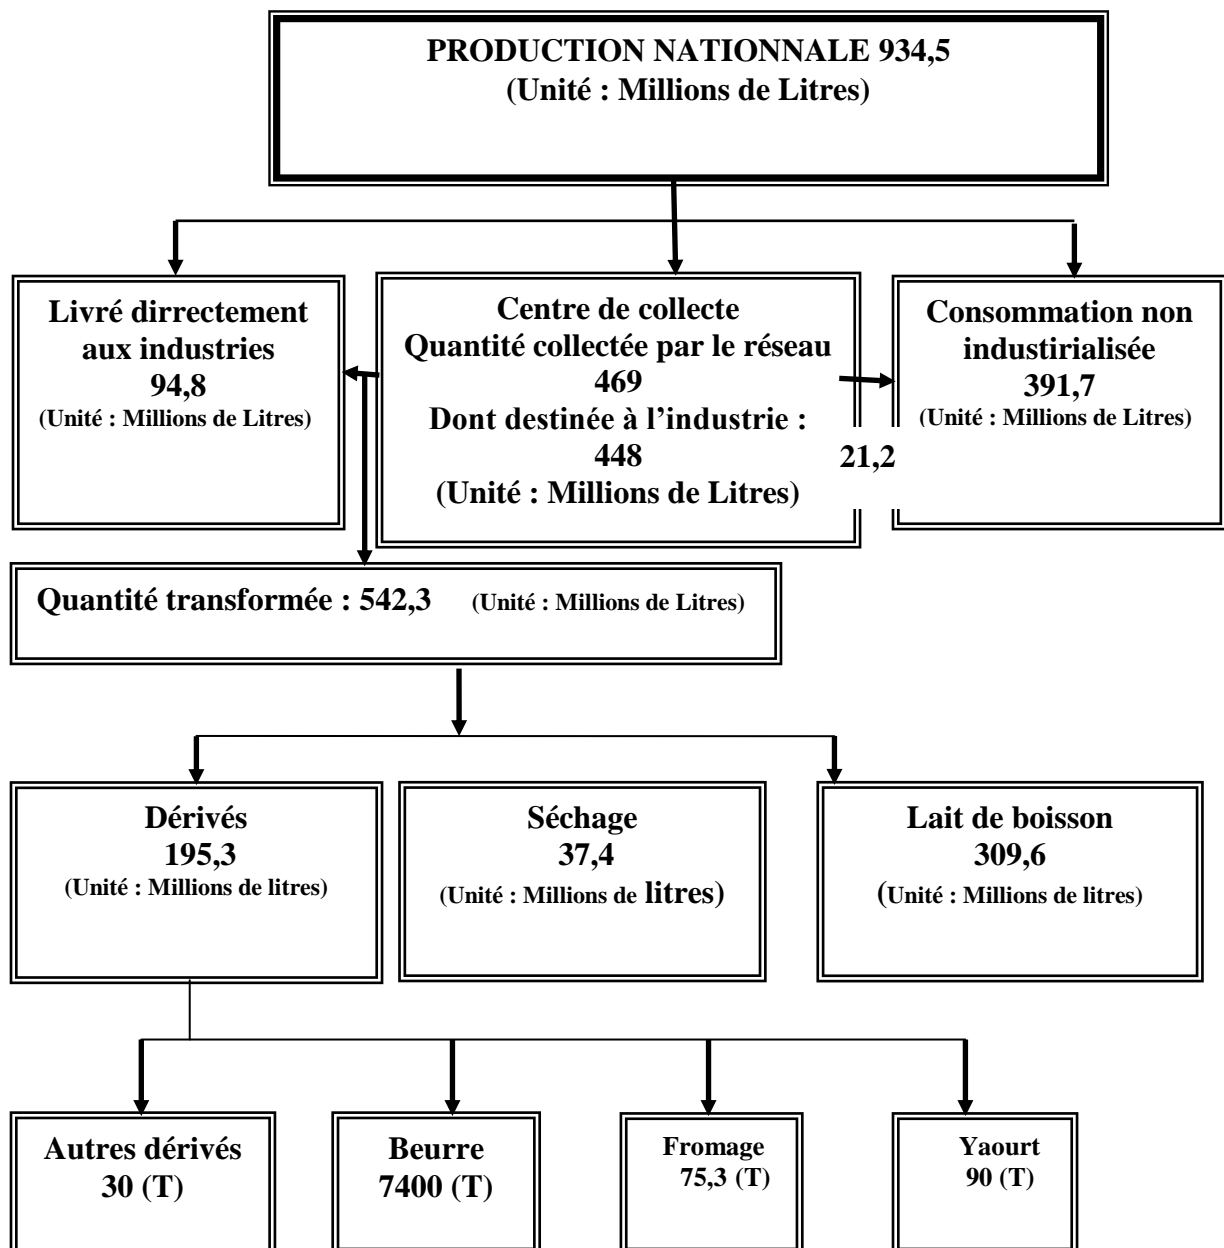 PRODUCTION NATIONNALE 934,5
(Unité : Millions de Litres)
Livré dirrectement
aux industries
94,8
(Unité : Millions de Litres)
Centre de collecte
Quantité collectée par le réseau
469
Dont destinée à l’industrie :
448
(Unité : Millions de Litres)
21,2
Consommation non
industirialisée
391,7
(Unité : Millions de Litres)
Quantité transformée : 542,3 (Unité : Millions de Litres)
Dérivés
195,3
(Unité : Millions de litres)
Séchage
37,4
(Unité : Millions de litres)
Lait de boisson
309,6
(Unité : Millions de litres)
Autres dérivés
30 (T)
Beurre
7400 (T)
Fromage
75,3 (T)
Yaourt
90 (T)